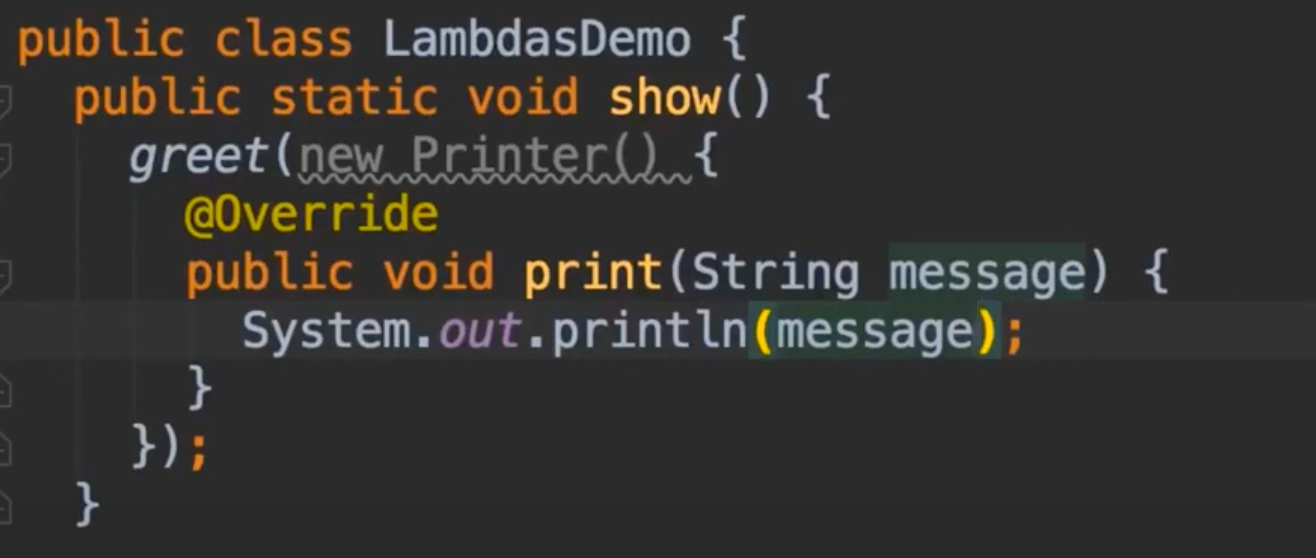 public class LambdasDemo {
  public static void show() {
    greet(new Printer() {
      @Override
      public void print(String message) {
        System.out.println(message);
      }
    });
  }